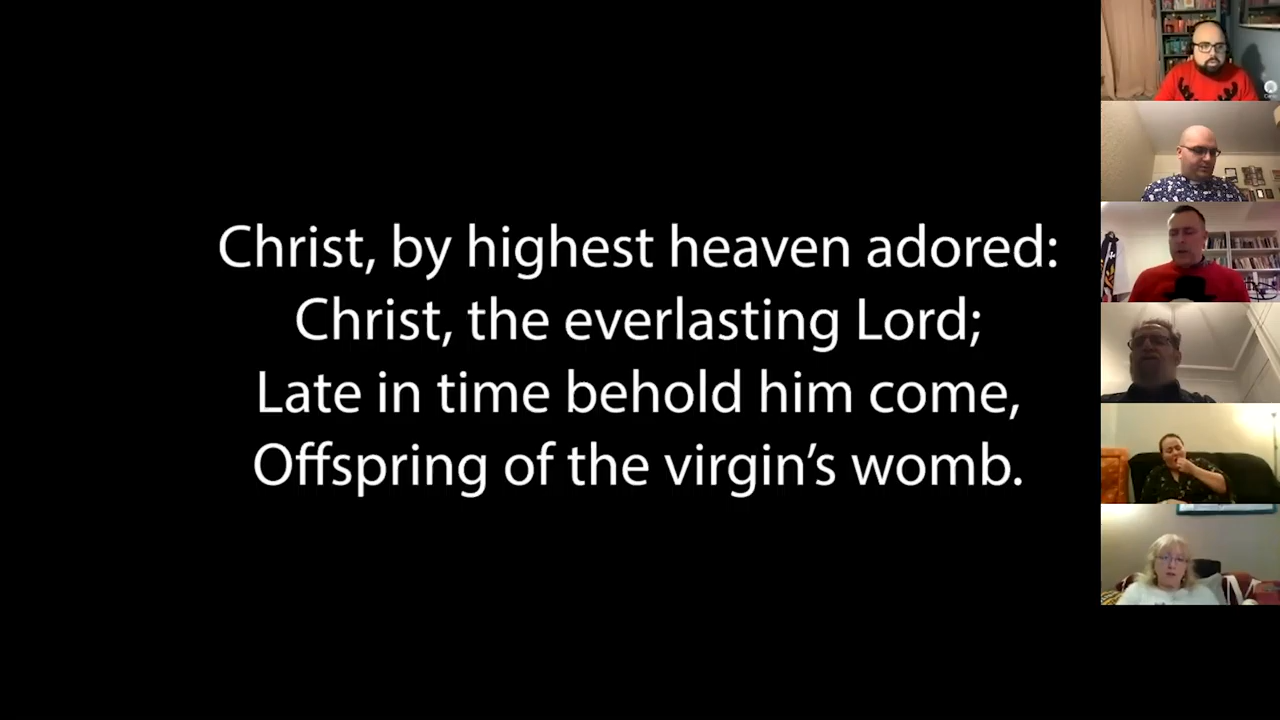 Christ, by highest heaven adored:
Christ, the everlasting Lord;
Late in time behold him come,
Offspring of the virgin’s womb.